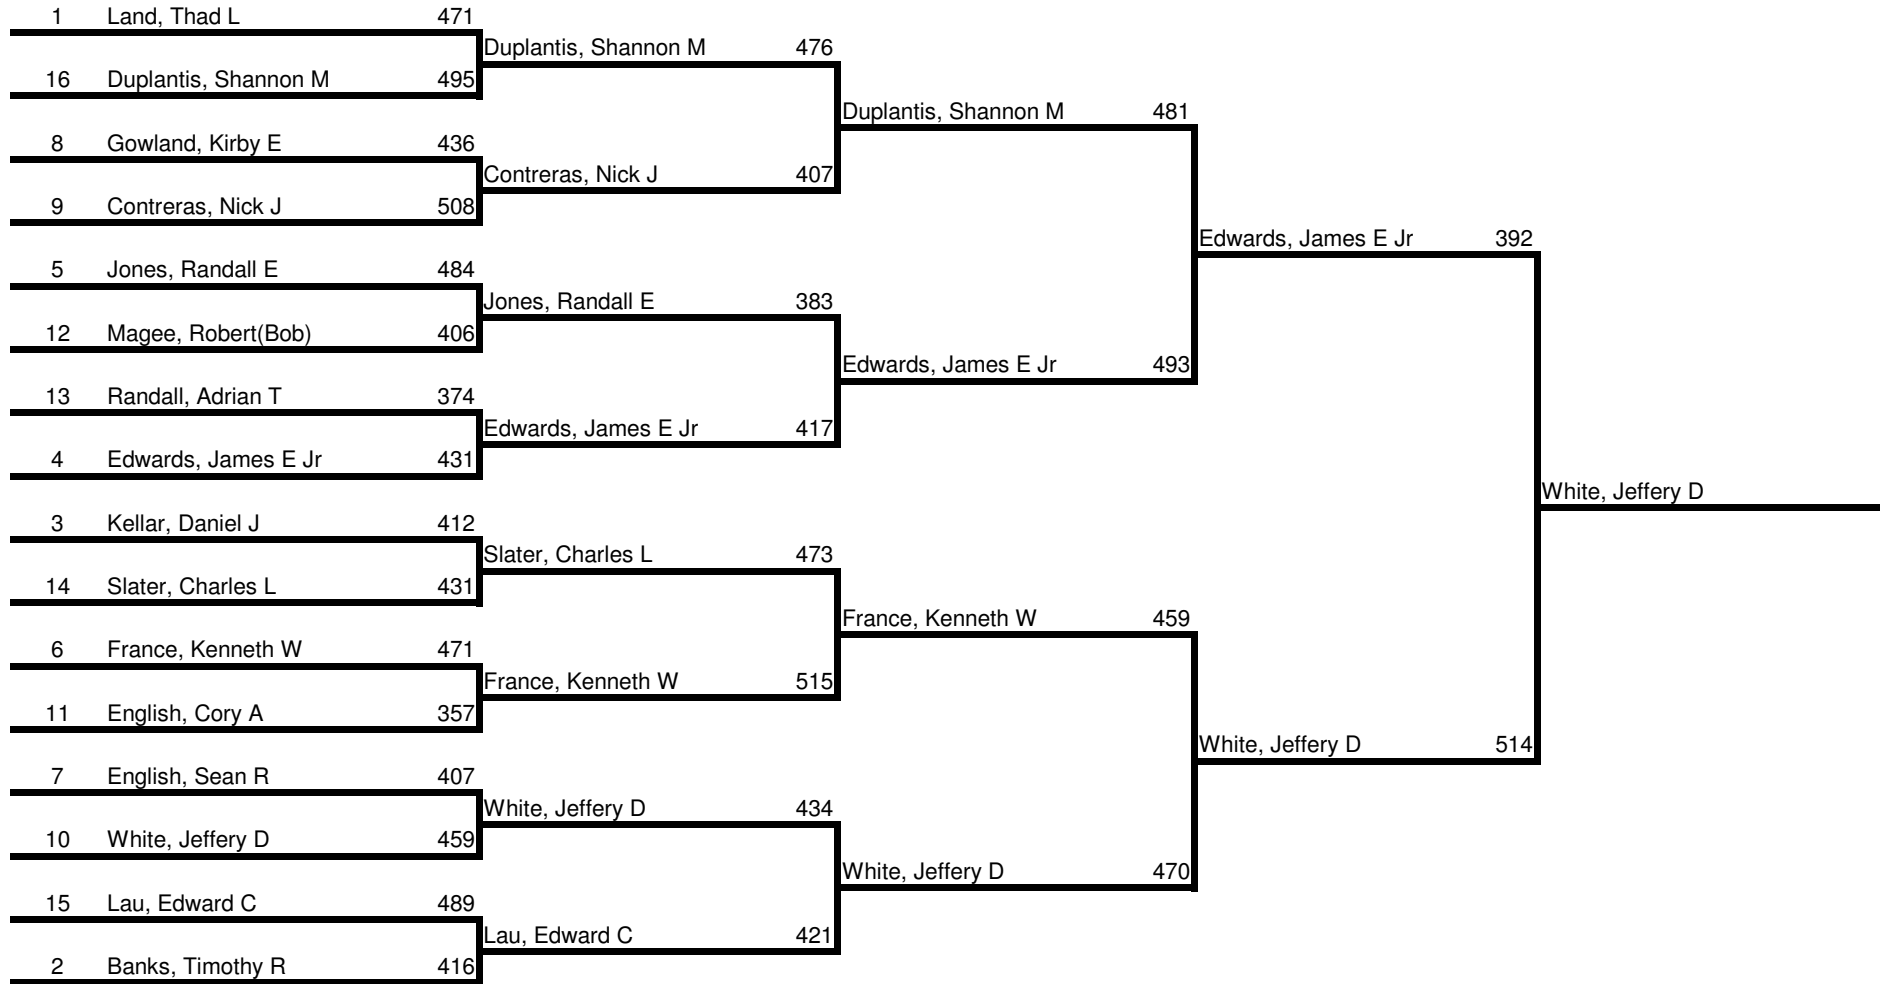 1 Land, Thad L 471
Duplantis, Shannon M 476
16 Duplantis, Shannon M 495
Duplantis, Shannon M 481
8 Gowland, Kirby E 436
Contreras, Nick J 407
9 Contreras, Nick J 508
Edwards, James E Jr 392
5 Jones, Randall E 484
Jones, Randall E 383
12 Magee, Robert(Bob) 406
Edwards, James E Jr 493
13 Randall, Adrian T 374
Edwards, James E Jr 417
4 Edwards, James E Jr 431
White, Jeffery D
3 Kellar, Daniel J 412
Slater, Charles L 473
14 Slater, Charles L 431
France, Kenneth W 459
6 France, Kenneth W 471
France, Kenneth W 515
11 English, Cory A 357
White, Jeffery D 514
7 English, Sean R 407
White, Jeffery D 434
10 White, Jeffery D 459
White, Jeffery D 470
15 Lau, Edward C 489
Lau, Edward C 421
2 Banks, Timothy R 416